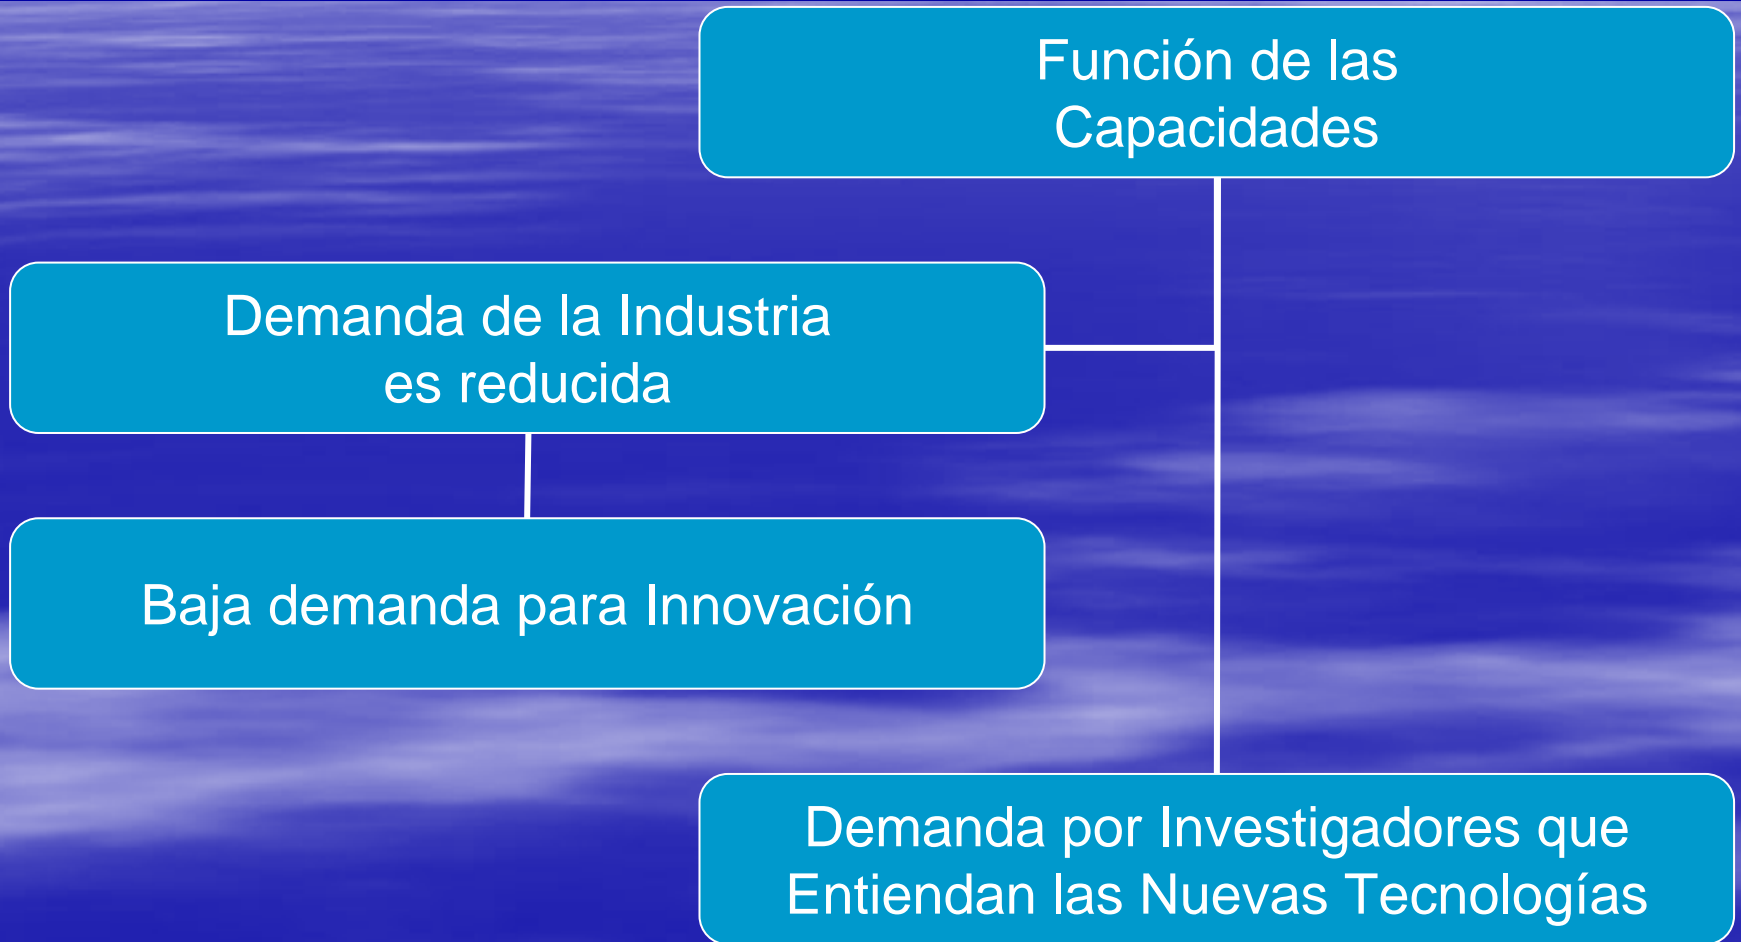 Función de las
Capacidades
Demanda de la Industria
es reducida
Baja demanda para Innovación
Demanda por Investigadores que
Entiendan las Nuevas Tecnologías